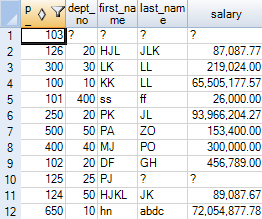 p_ dept_no first_name last_name salary
1 103 ? ? ? ?
2 126 20 HJL JLK 87,087.77
3 300 30 LK LL 219,024.00
4 100 10 KK LL 65,505,177.57
5 101 400 ss ff 26,000.00
6 250 20 PK JL 93,966,204.27
7 500 50 PA ZO 153,400.00
8 400 40 MJ PO 300,000.00
9 102 20 DF GH 456,789.00
10 125 25 PJ ? ?
11 124 50 HJKL JK 89,087.67
12 650 10 hn abdc 72,054,877.78